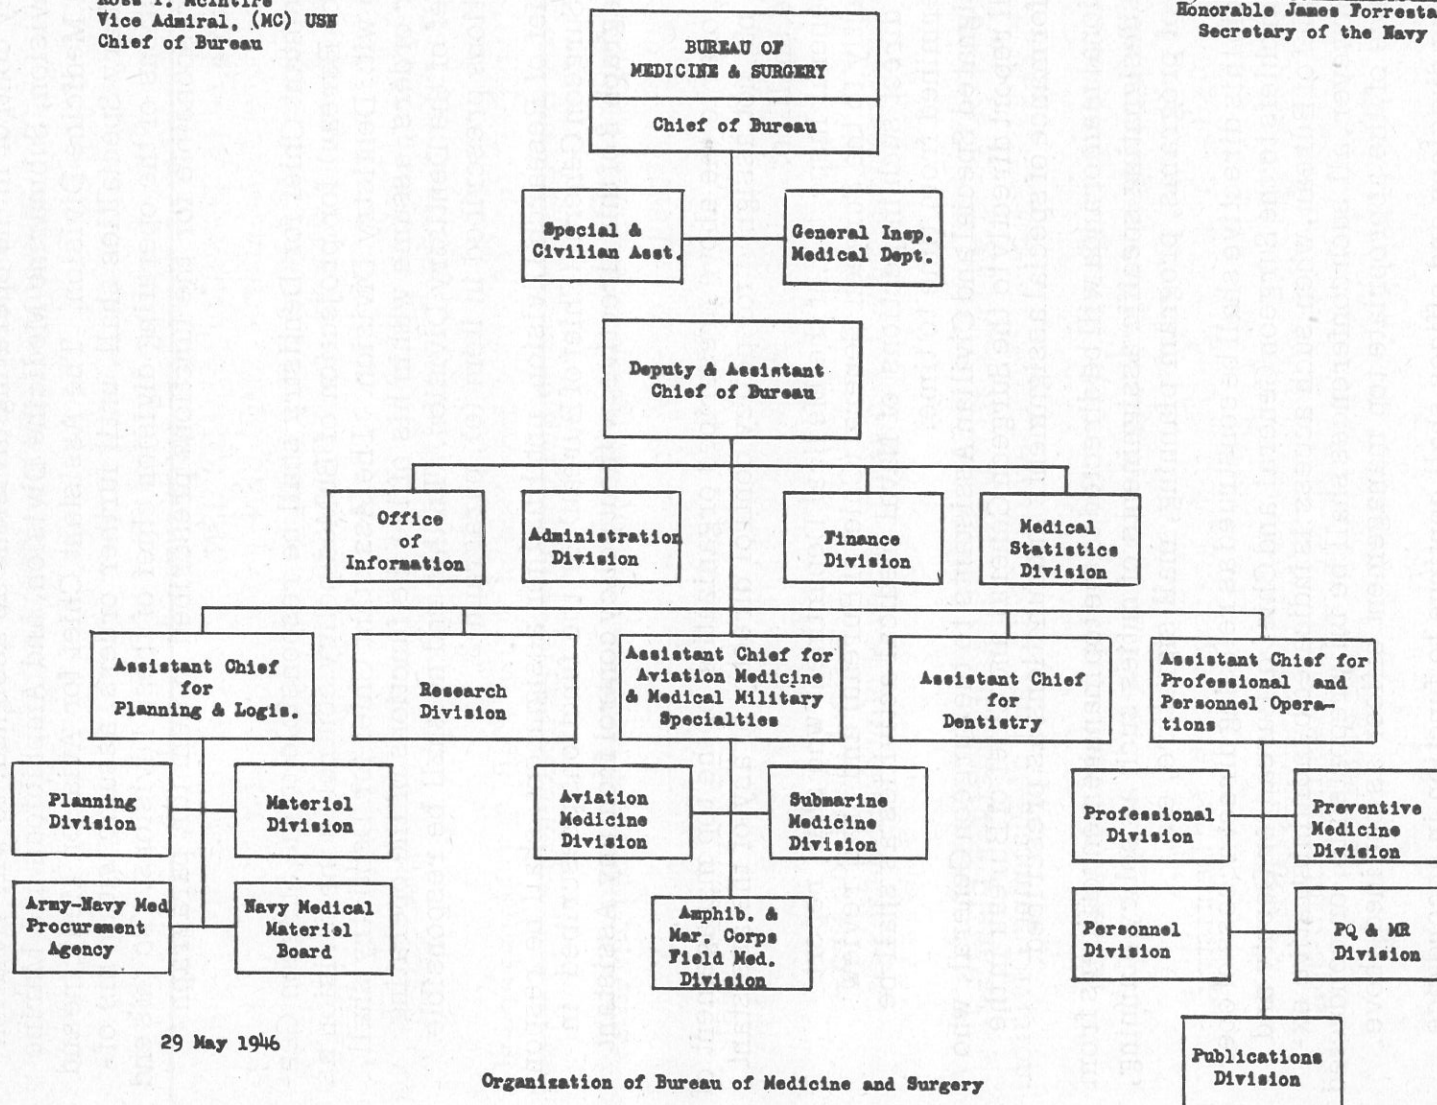 Ross T. McIntire
Vice Admiral, (MC) USN
Chief of Bureau
Honorable James Forresta
Secretary of the Navy
BUREAU OF
MEDICINE & SURGERY
Chief of Bureau
Special &
Civilian Asst.
General Insp.
Medical Dept.
Deputy & Assistant
Chief of Bureau
Office
of
Information
Administration
Division
Finance
Division
Medical
Statistics
Division
Assistant Chief
for
Planning & Logis.
Research
Division
Assistant Chief for
Aviation Medicine
& Medical Military
Specialties
Assistant Chief
for
Dentistry
Assistant Chief for
Professional and
Personnel Opera-
tions
Planning
Division
Materiel
Division
Aviation
Medicine
Division
Submarine
Medicine
Division
Professional
Division
Preventive
Medicine
Division
Army-Navy Med
Procurement
Agency
Navy Medical
Materiel
Board
Amphib. &
Mar. Corps
Field Med.
Division
Personnel
Division
PQ & MR
Division
Publications
Division
29 May 1946
Organization of Bureau of Medicine and Surgery